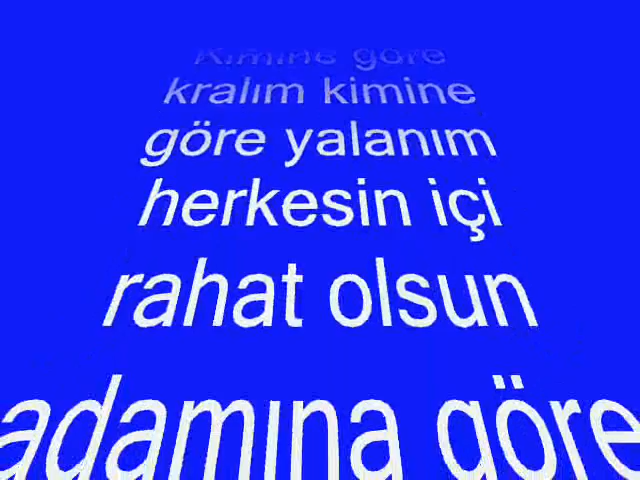 Kimine göre
kralım kimine
göre yalanım
herkesin içi
rahat olsun
adamına göre